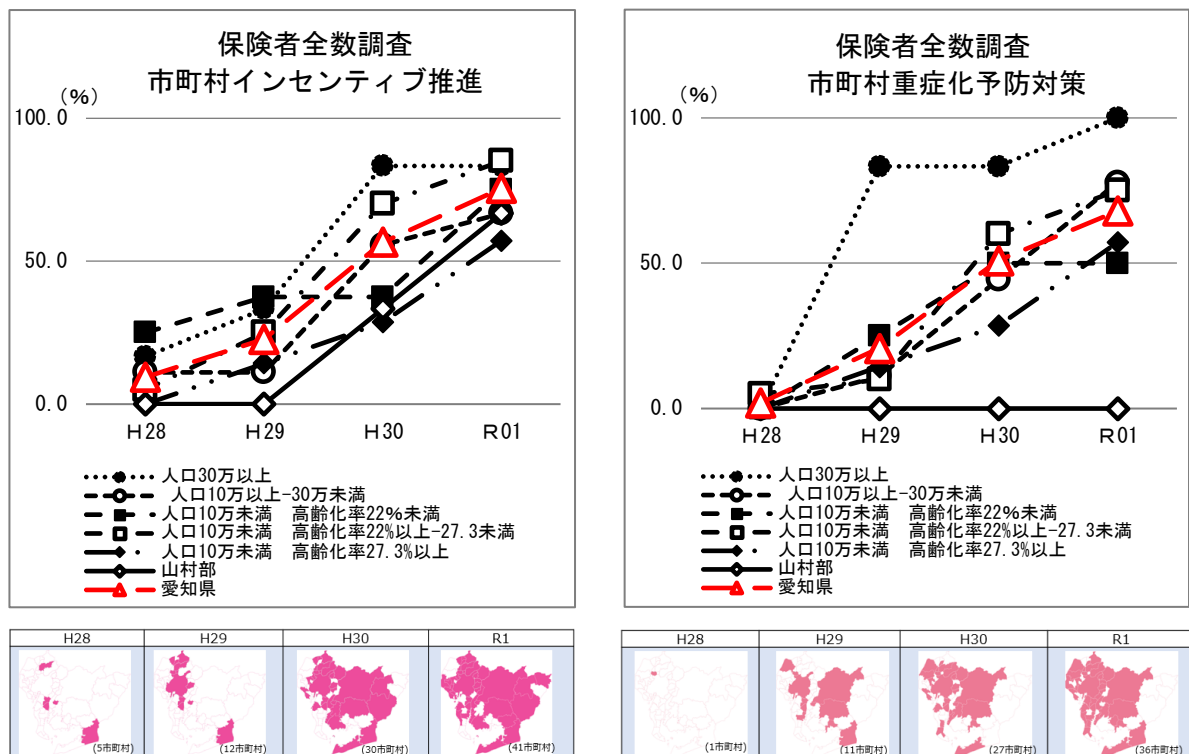 保険者全数調査
市町村インセンティブ推進
(%)
100.0
50.0
0.0
H28 H29 H30 R01
人口30万以上
人口10万以上-30万未満
人口10万未満 高齢化率22%未満
人口10万未満 高齢化率22%以上-27.3未満
人口10万未満 高齢化率27.3%以上
山村部
愛知県
H28 H29 H30 R1
(5市町村) (12市町村) (30市町村) (41市町村)
保険者全数調査
市町村重症化予防対策
(%)
100.0
50.0
0.0
H28 H29 H30 R01
人口30万以上
人口10万以上-30万未満
人口10万未満 高齢化率22%未満
人口10万未満 高齢化率22%以上-27.3未満
人口10万未満 高齢化率27.3%以上
山村部
愛知県
H28 H29 H30 R1
(1市町村) (11市町村) (27市町村) (36市町村)